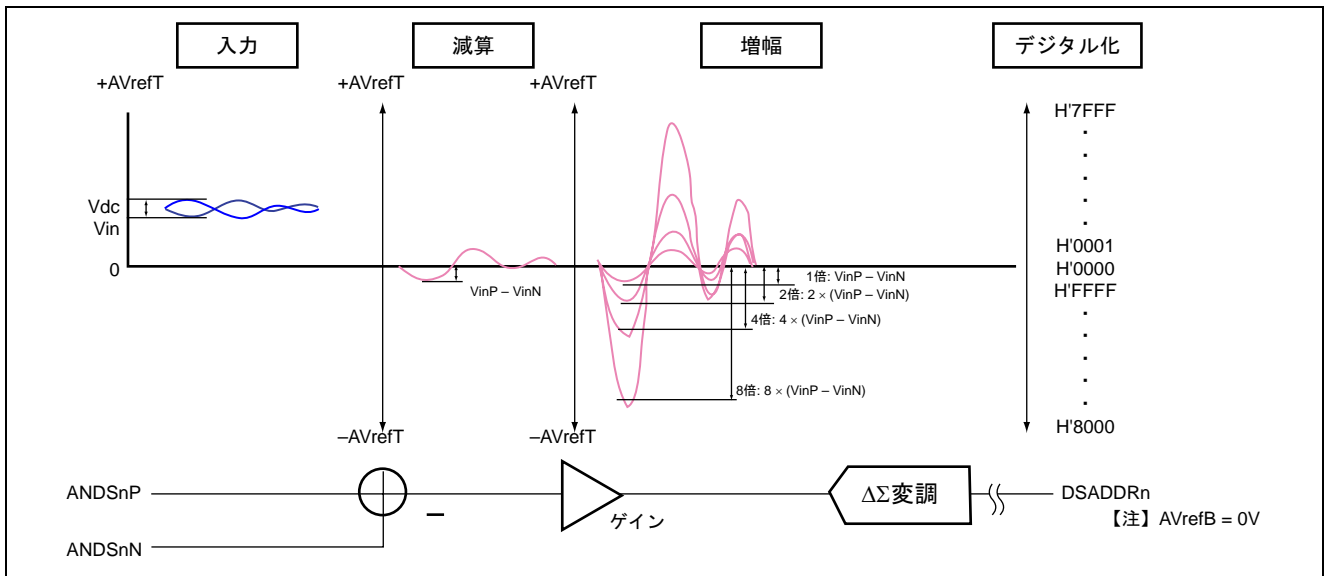 入力
減算
増幅
デジタル化
+AVrefT
+AVrefT
+AVrefT
H'7FFF
Vdc
Vin
0
VinP – VinN
1倍: VinP – VinN
2倍: 2 × (VinP – VinN)
4倍: 4 × (VinP – VinN)
8倍: 8 × (VinP – VinN)
H'0001
H'0000
H'FFFF
H'8000
–AVrefT
–AVrefT
ANDSnP
–
ゲイン
ΔΣ変調
DSADDRn
【注】AVrefB = 0V
ANDSnN